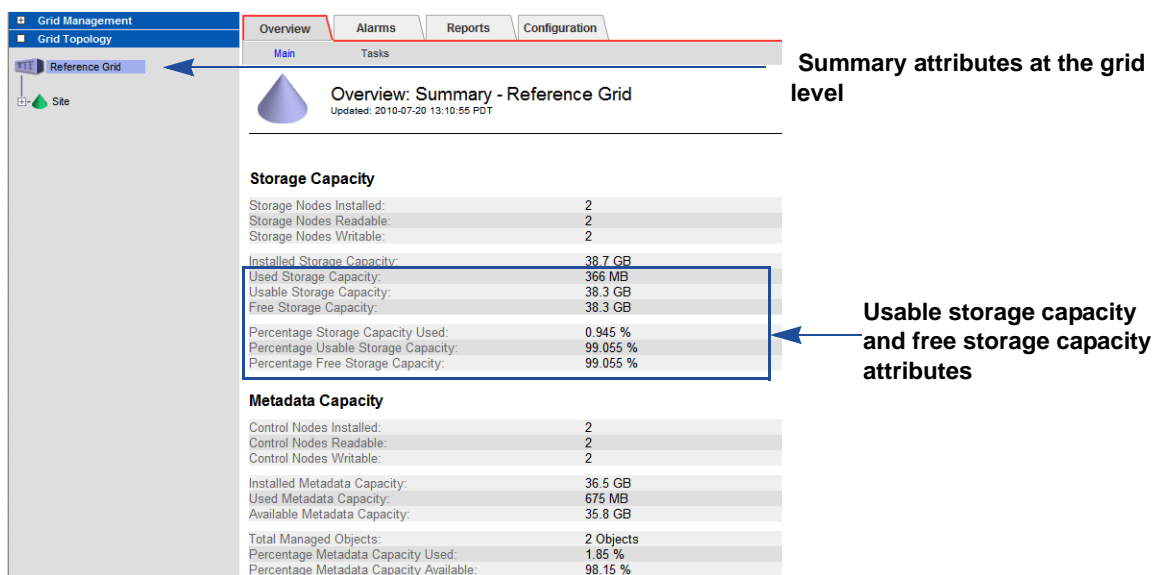 Grid Management
Grid Topology
Reference Grid
Site
Overview Alarms Reports Configuration
Main Tasks
Overview: Summary - Reference Grid
Updated: 2010-07-20 13:10:55 PDT
Storage Capacity
Storage Nodes Installed: 2
Storage Nodes Readable: 2
Storage Nodes Writable: 2
Installed Storage Capacity: 38.7 GB
Used Storage Capacity: 366 MB
Usable Storage Capacity: 38.3 GB
Free Storage Capacity: 38.3 GB
Percentage Storage Capacity Used: 0.945 %
Percentage Usable Storage Capacity: 99.055 %
Percentage Free Storage Capacity: 99.055 %
Metadata Capacity
Control Nodes Installed: 2
Control Nodes Readable: 2
Control Nodes Writable: 2
Installed Metadata Capacity: 36.5 GB
Used Metadata Capacity: 675 MB
Available Metadata Capacity: 35.8 GB
Total Managed Objects: 2 Objects
Percentage Metadata Capacity Used: 1.85 %
Percentage Metadata Capacity Available: 98.15 %
Summary attributes at the grid
level
Usable storage capacity
and free storage capacity
attributes